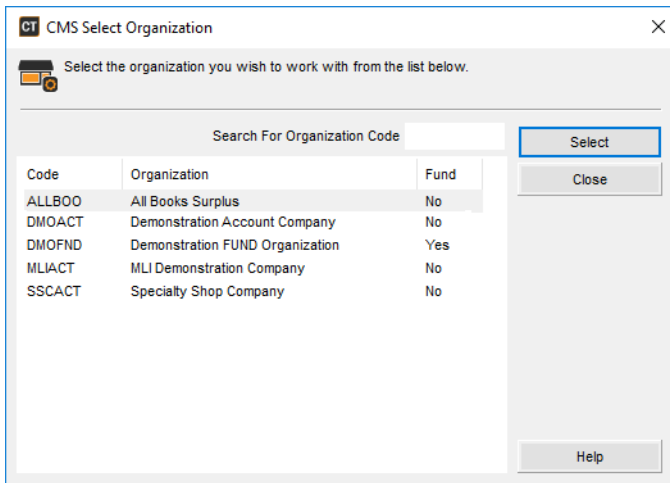 CT CMS Select Organization
Select the organization you wish to work with from the list below.
Search For Organization Code
Select
Close
Code Organization Fund
ALLBOO All Books Surplus No
DMOACT Demonstration Account Company No
DMOFND Demonstration FUND Organization Yes
MLIACT MLI Demonstration Company No
SSCACT Specialty Shop Company No
Help